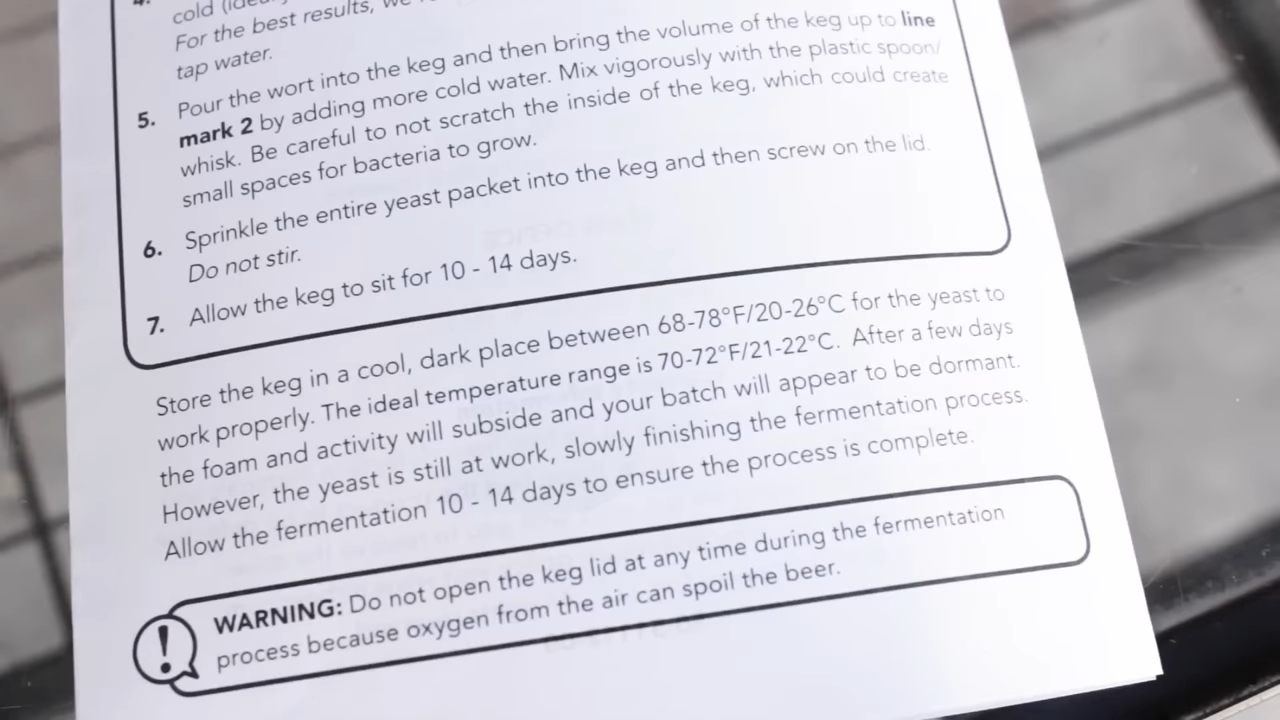 4. cold
For the best results, we
tap water.
5. Pour the wort into the keg and then bring the volume of the keg up to line
mark 2 by adding more cold water. Mix vigorously with the plastic spoon/
whisk. Be careful to not scratch the inside of the keg, which could create
small spaces for bacteria to grow.
6. Sprinkle the entire yeast packet into the keg and then screw on the lid.
Do not stir.
7. Allow the keg to sit for 10 - 14 days.
Store the keg in a cool, dark place between 68-78°F/20-26°C for the yeast to
work properly. The ideal temperature range is 70-72°F/21-22°C. After a few days
the foam and activity will subside and your batch will appear to be dormant.
However, the yeast is still at work, slowly finishing the fermentation process.
Allow the fermentation 10 - 14 days to ensure the process is complete.
WARNING: Do not open the keg lid at any time during the fermentation
process because oxygen from the air can spoil the beer.